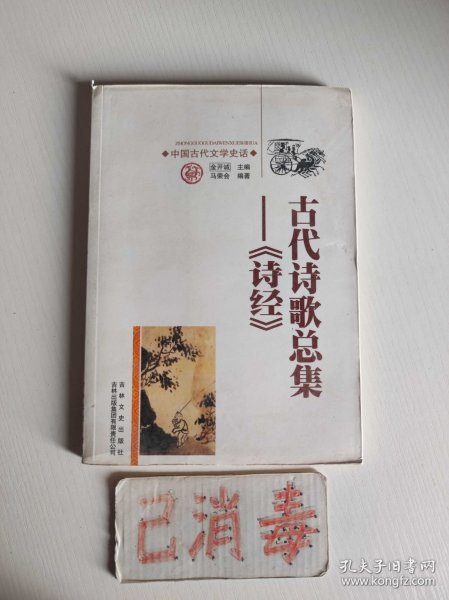 ZHONGGUOGUDAIWENXUESHIHUA
◆中国古代文学史话◆
金开诚 主编
马荣会 编著
古代诗歌总集
——《诗经》
吉林文史出版社
吉林出版集团有限责任公司
己消毒
孔夫子旧书网
www.kongfz.com